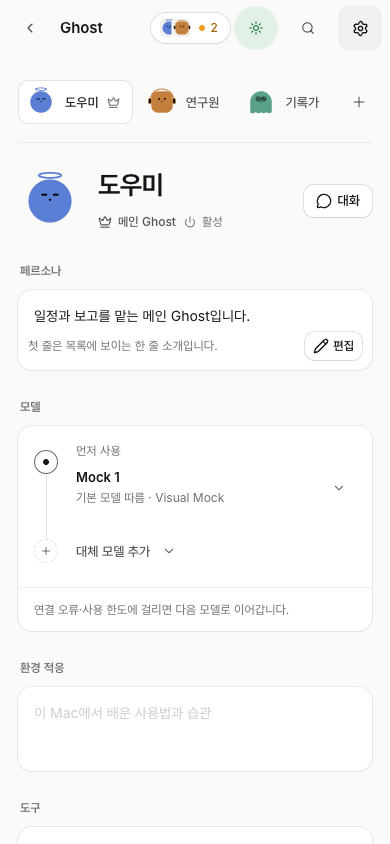 Ghost
2
도우미
연구원
기록가
도우미
메인 Ghost
활성
대화
페르소나
일정과 보고를 맡는 메인 Ghost입니다.
첫 줄은 목록에 보이는 한 줄 소개입니다.
편집
모델
먼저 사용
Mock 1
기본 모델 따름 · Visual Mock
대체 모델 추가
연결 오류·사용 한도에 걸리면 다음 모델로 이어갑니다.
환경 적응
이 Mac에서 배운 사용법과 습관
도구